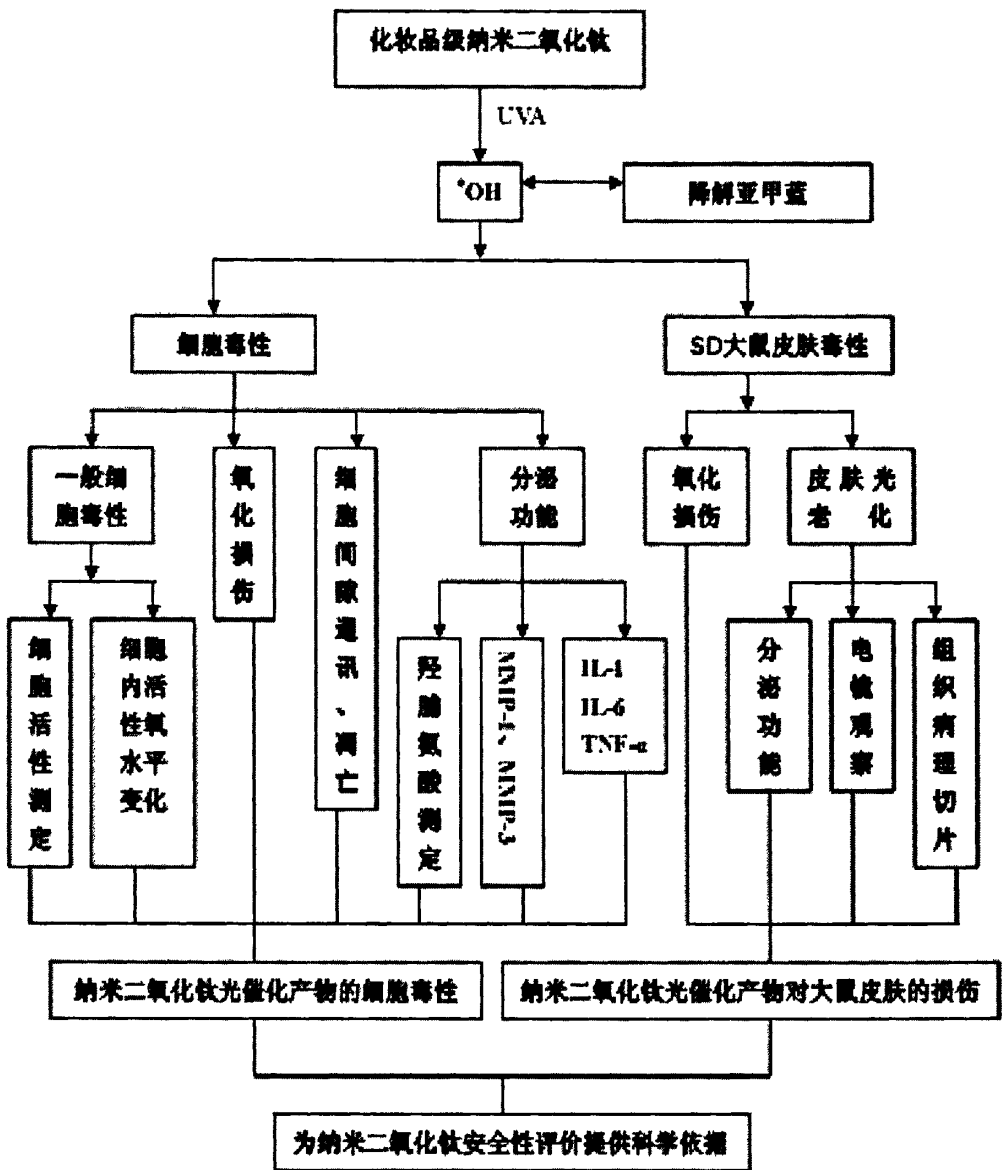 化妆品级纳米二氧化钛
UVA
*OH
降解亚甲蓝
细胞毒性
SD大鼠皮肤毒性
一般细
胞毒性
氧化损伤
细胞间隙通讯、凋亡
分泌
功能
氧化
损伤
皮肤光
老化
细胞活性测定
细胞
内活
性氧
水平
变化
羟脯氨酸测定
MMP-1、MMP-3
IL-1
IL-6
TNF-α
分泌功能
电镜观察
组织病理切片
纳米二氧化钛光催化产物的细胞毒性
纳米二氧化钛光催化产物对大鼠皮肤的损伤
为纳米二氧化钛安全性评价提供科学依据